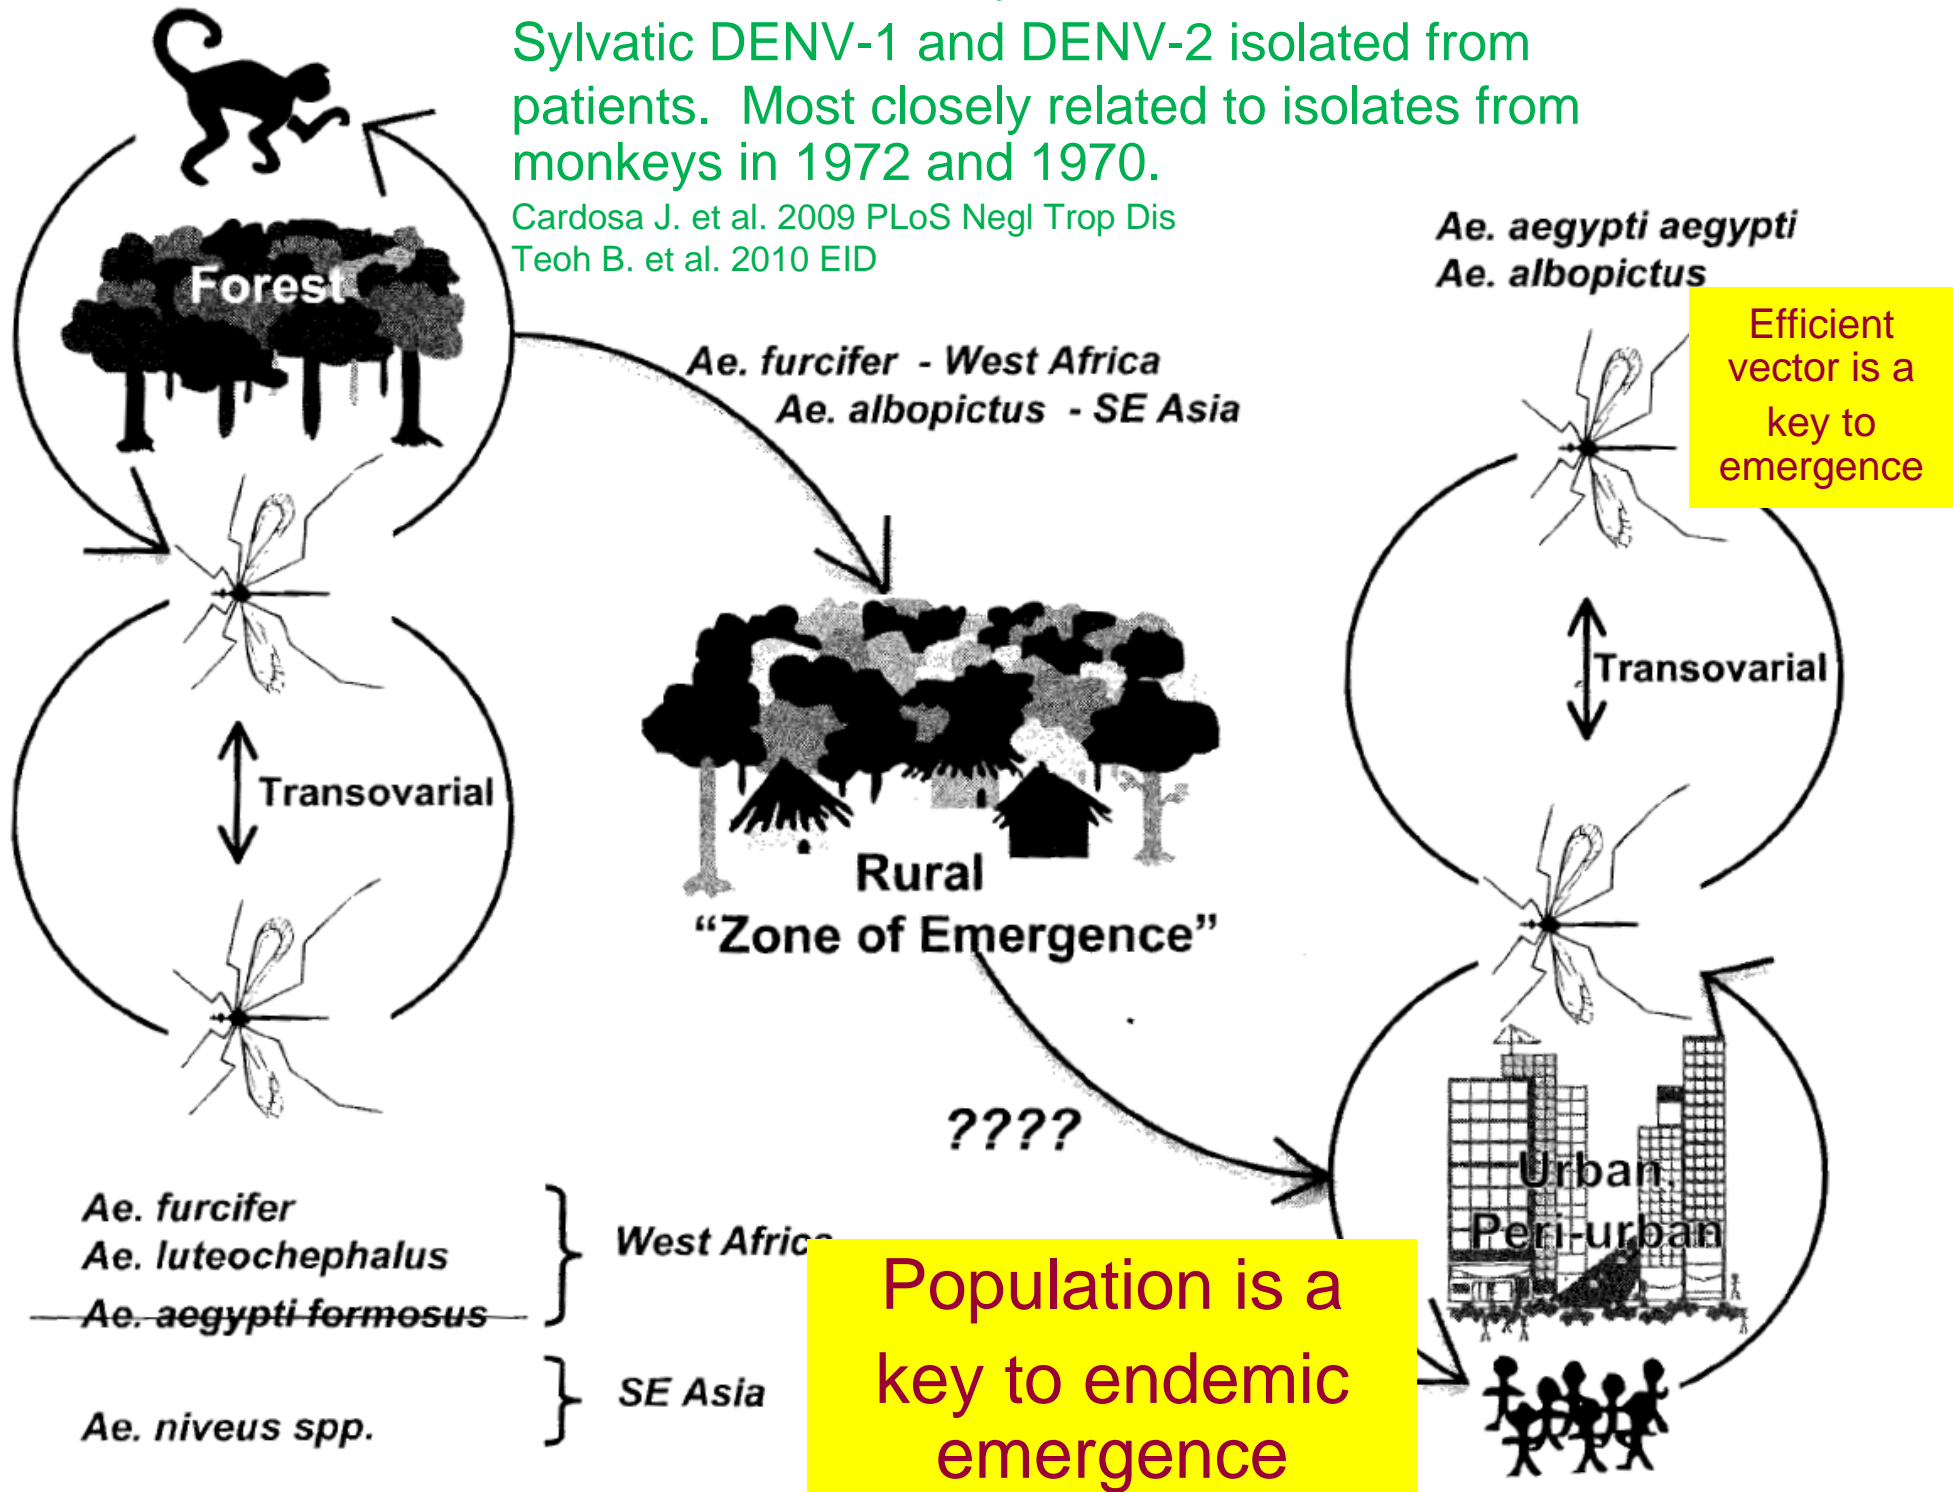 Sylvatic DENV-1 and DENV-2 isolated from
patients. Most closely related to isolates from
monkeys in 1972 and 1970.
Cardosa J. et al. 2009 PLoS Negl Trop Dis
Teoh B. et al. 2010 EID
Forest
Ae. aegypti aegypti
Ae. albopictus
Efficient
vector is a
key to
emergence
Ae. furcifer - West Africa
Ae. albopictus - SE Asia
Transovarial
Transovarial
Rural
“Zone of Emergence”
????
Urban,
Peri-urban
Ae. furcifer
Ae. luteochephalus
Ae. aegypti formosus
West Africa
Ae. niveus spp.
SE Asia
Population is a
key to endemic
emergence